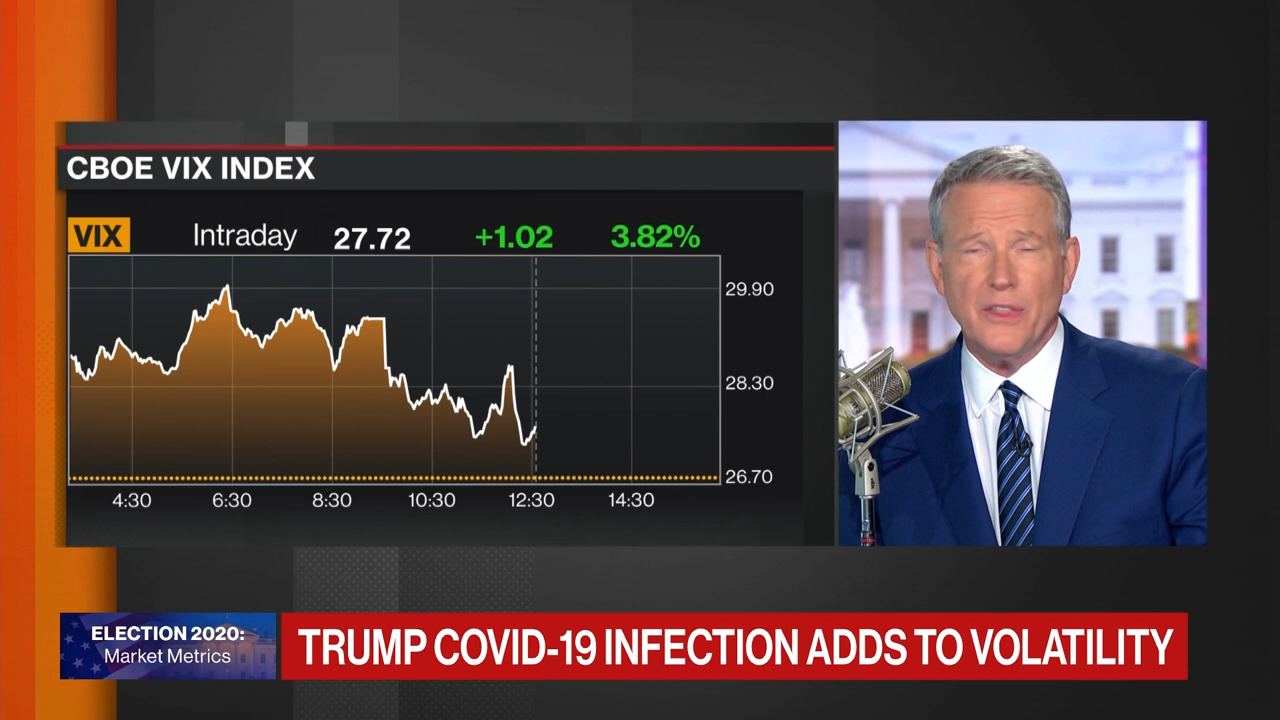 CBOE VIX INDEX
VIX Intraday 27.72 +1.02 3.82%
29.90
28.30
26.70
4:30 6:30 8:30 10:30 12:30 14:30
ELECTION 2020:
Market Metrics
TRUMP COVID-19 INFECTION ADDS TO VOLATILITY